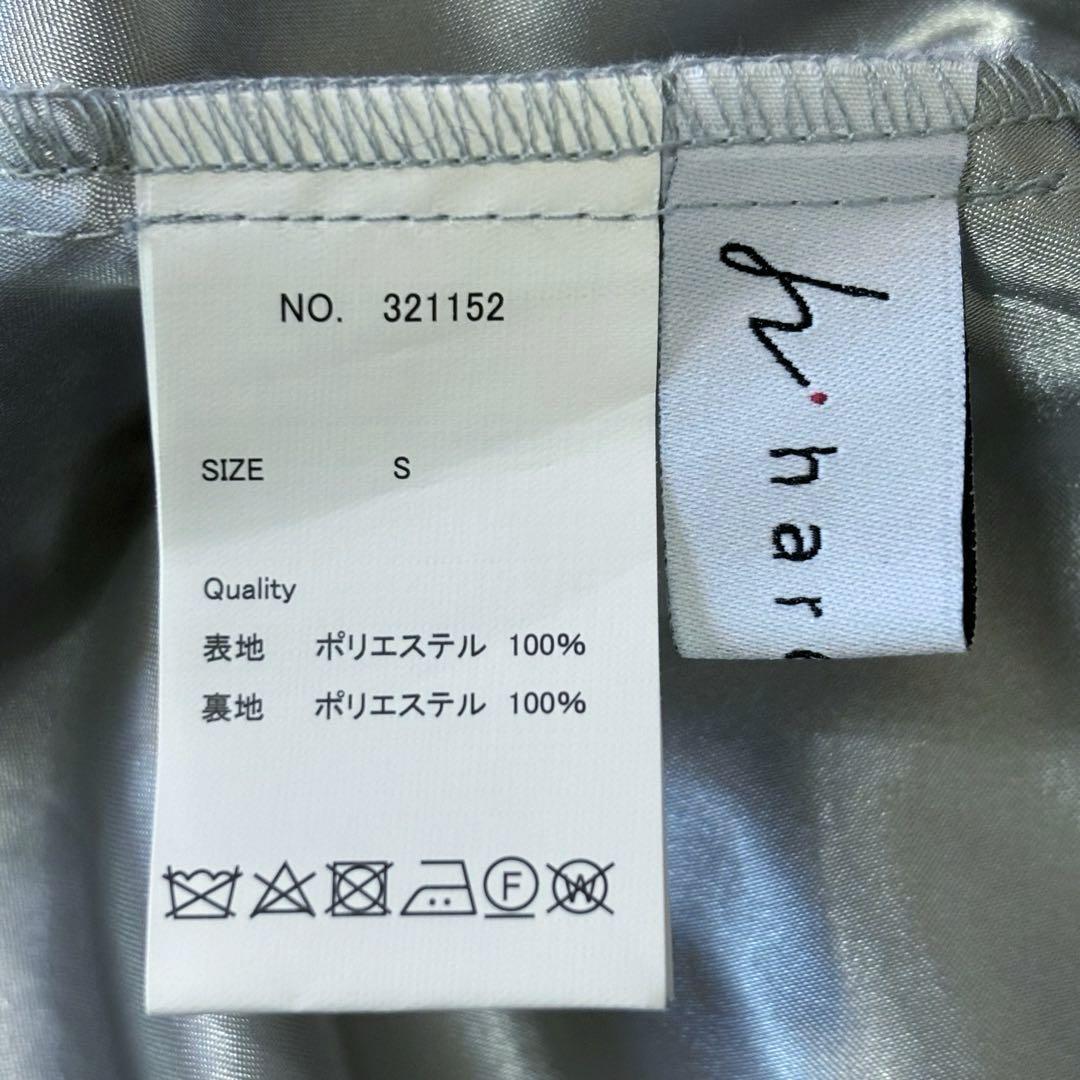 NO. 321152
SIZE S
Quality
表地 ポリエステル 100%
裏地 ポリエステル 100%
F
W
h.
har